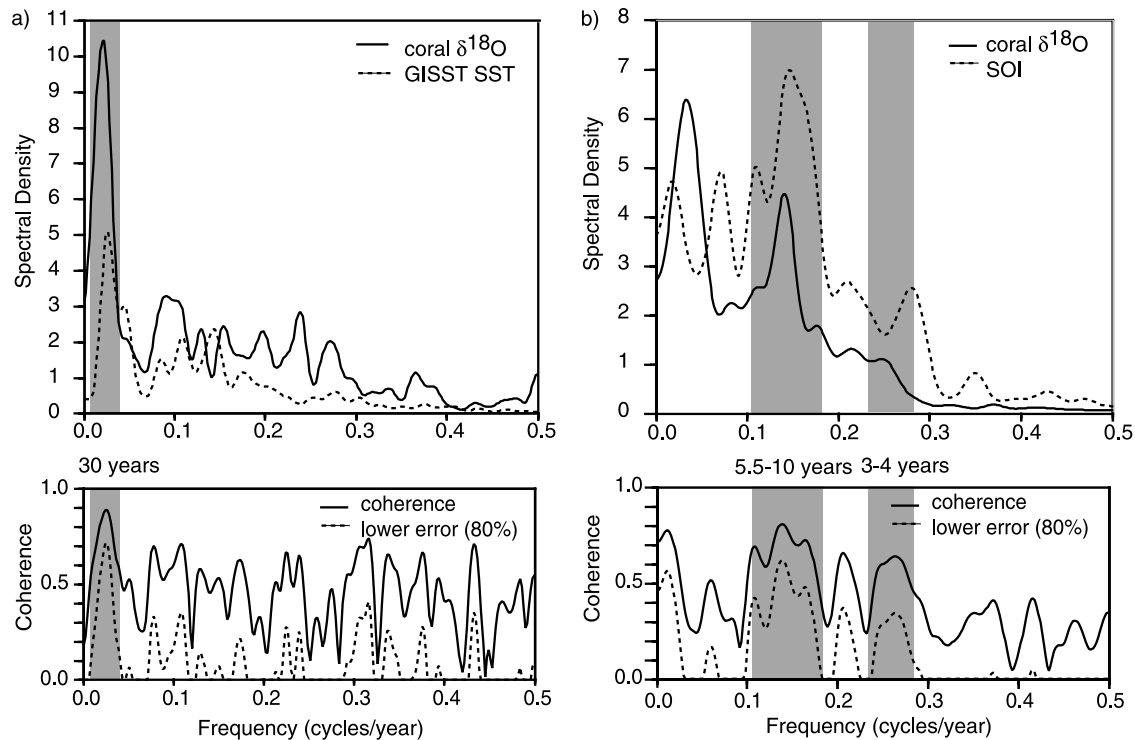 a)
11
10
9
8
7
6
5
4
3
2
1
0
Spectral Density
coral δ18O
GISST SST
0.0 0.1 0.2 0.3 0.4 0.5
30 years
1.0
0.5
0.0
Coherence
coherence
lower error (80%)
0.0 0.1 0.2 0.3 0.4 0.5
Frequency (cycles/year)
b)
8
7
6
5
4
3
2
1
0
Spectral Density
coral δ18O
SOI
0.0 0.1 0.2 0.3 0.4 0.5
5.5-10 years 3-4 years
1.0
0.5
0.0
Coherence
coherence
lower error (80%)
0.0 0.1 0.2 0.3 0.4 0.5
Frequency (cycles/year)